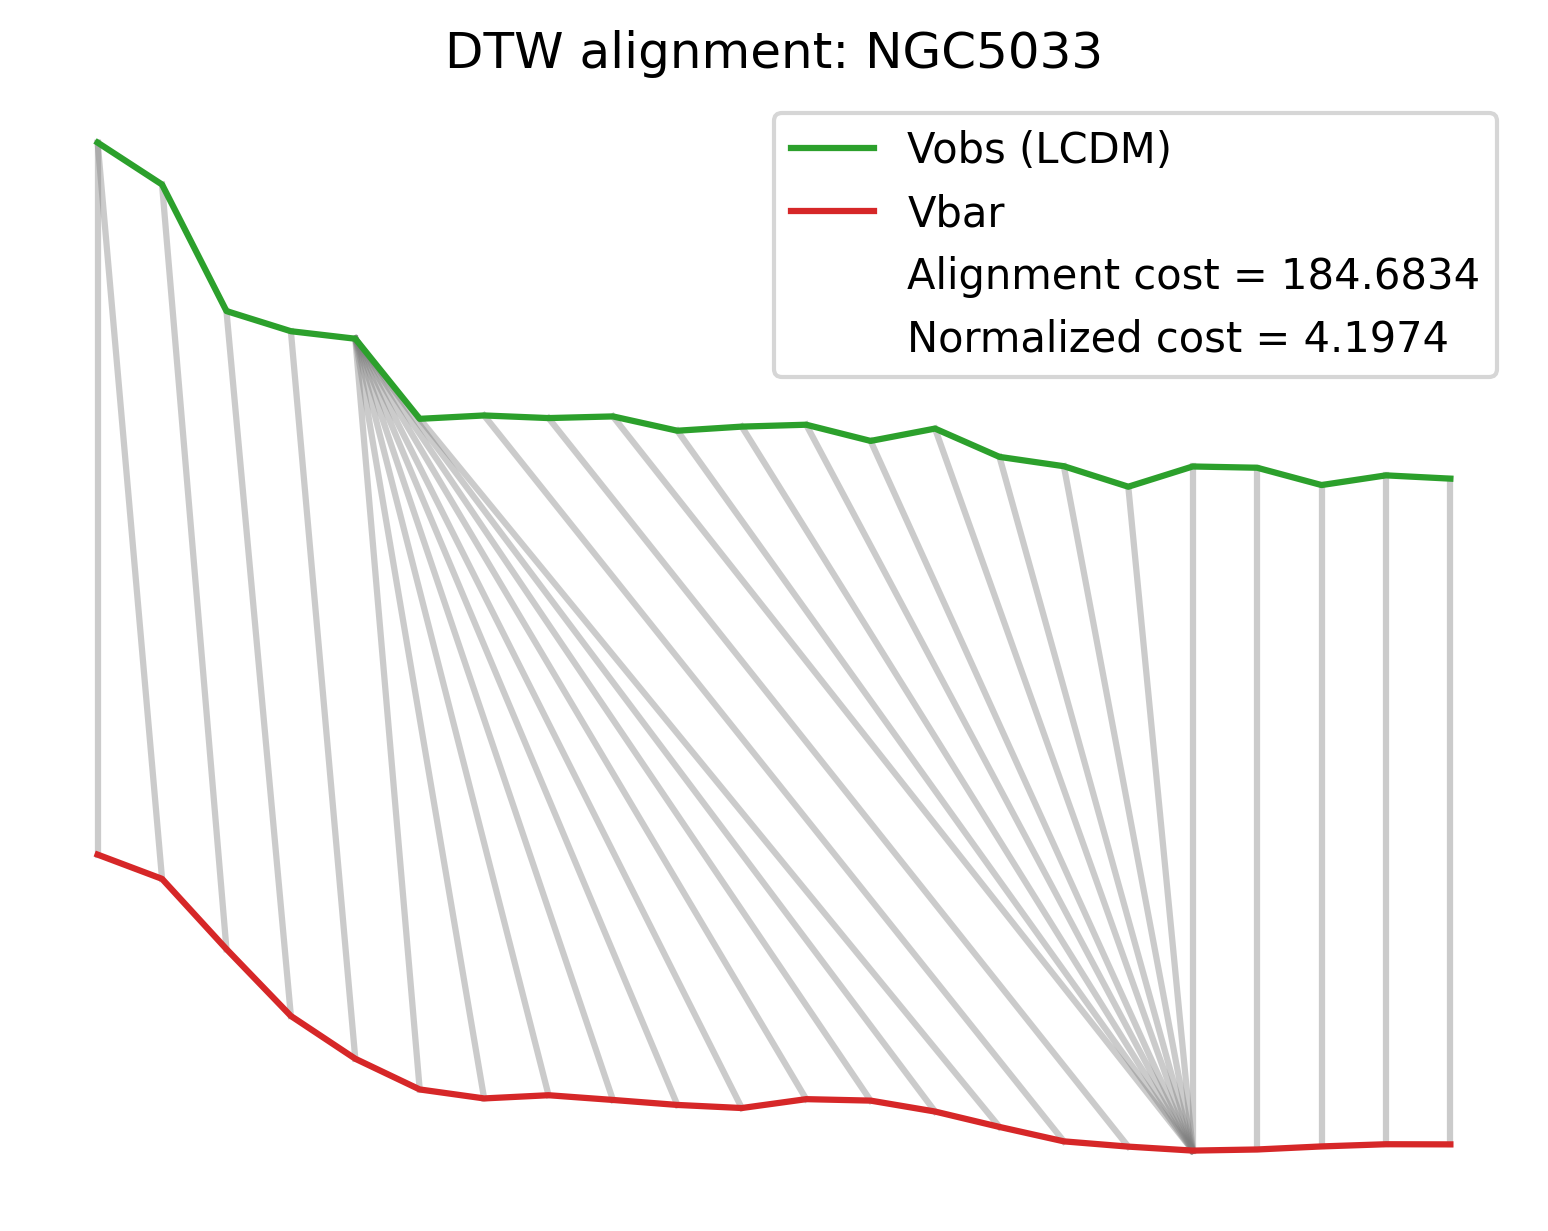 DTW alignment: NGC5033
Vobs (LCDM)
Vbar
Alignment cost = 184.6834
Normalized cost = 4.1974